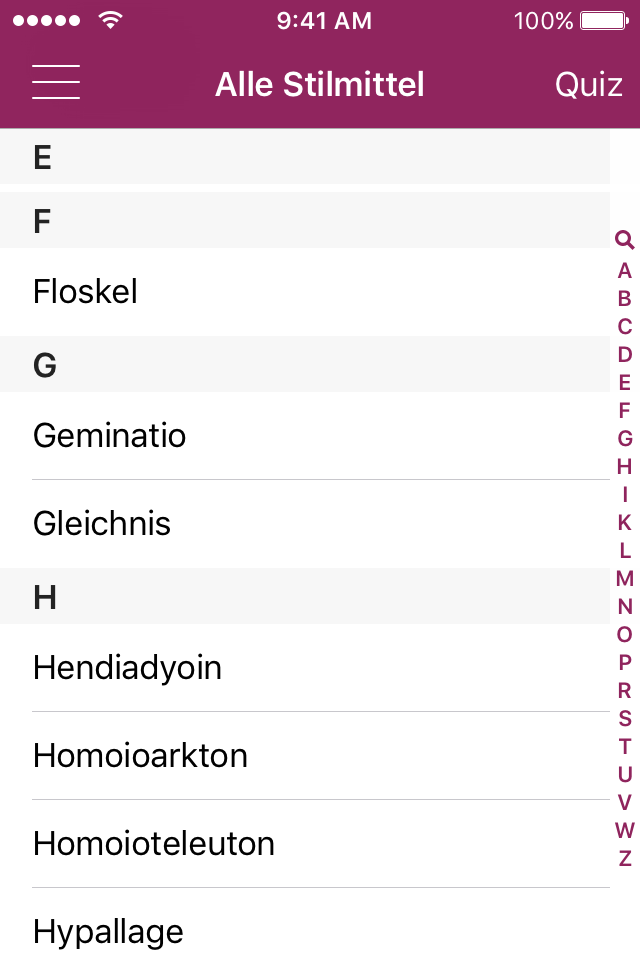 9:41 AM 100%
Alle Stilmittel Quiz
E
F
Floskel
G
Geminatio
Gleichnis
H
Hendiadyoin
Homoioarkton
Homoioteleuton
Hypallage
A
B
C
D
E
F
G
H
I
K
L
M
N
O
P
R
S
T
U
V
W
Z